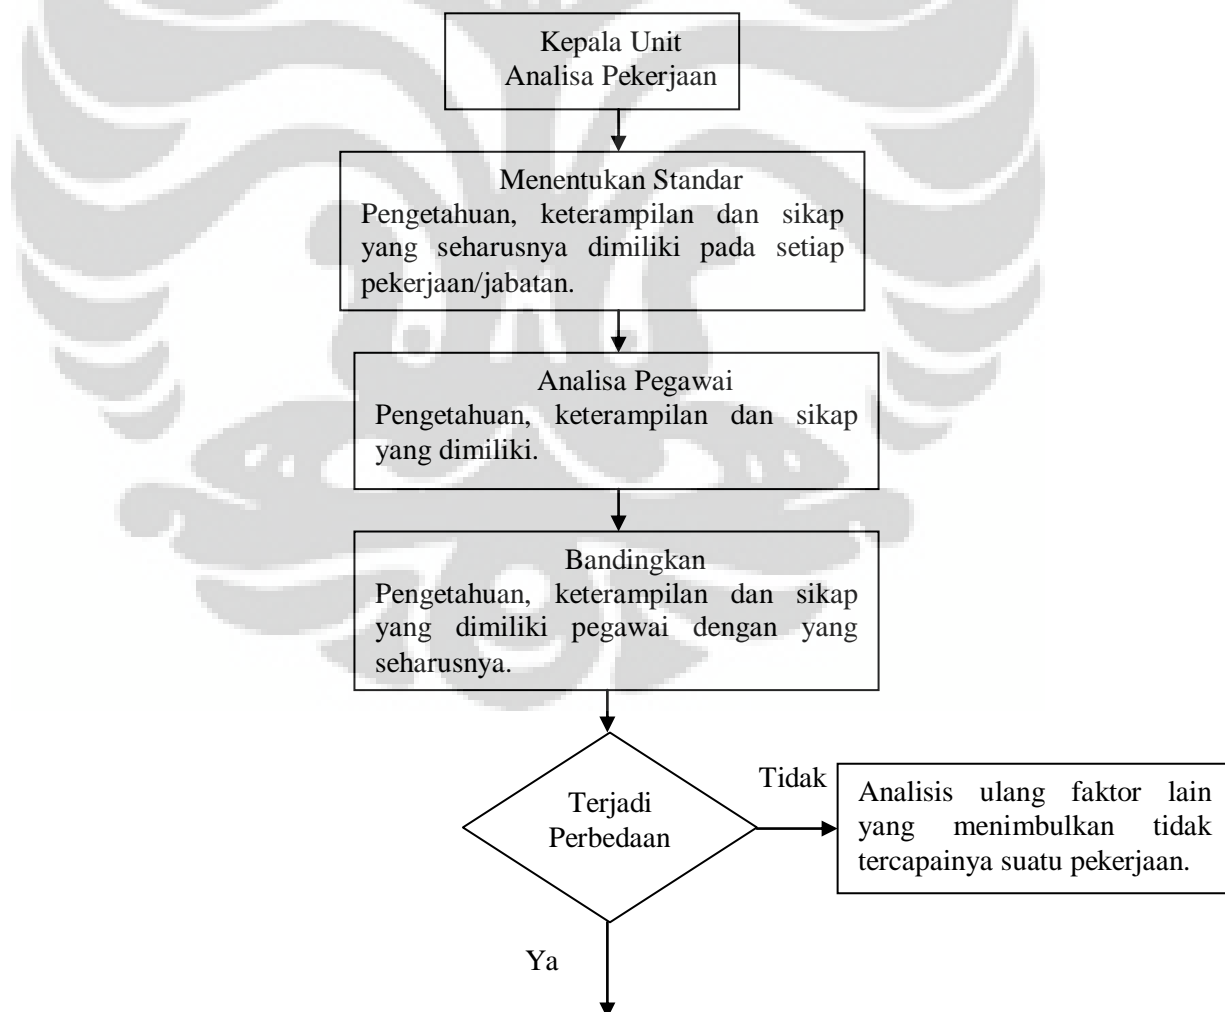 Kepala Unit
Analisa Pekerjaan
Menentukan Standar
Pengetahuan, keterampilan dan sikap
yang seharusnya dimiliki pada setiap
pekerjaan/jabatan.
Analisa Pegawai
Pengetahuan, keterampilan dan sikap
yang dimiliki.
Bandingkan
Pengetahuan, keterampilan dan sikap
yang dimiliki pegawai dengan yang
seharusnya.
Terjadi
Perbedaan
Tidak
Analisis ulang faktor lain
yang menimbulkan tidak
tercapainya suatu pekerjaan.
Ya